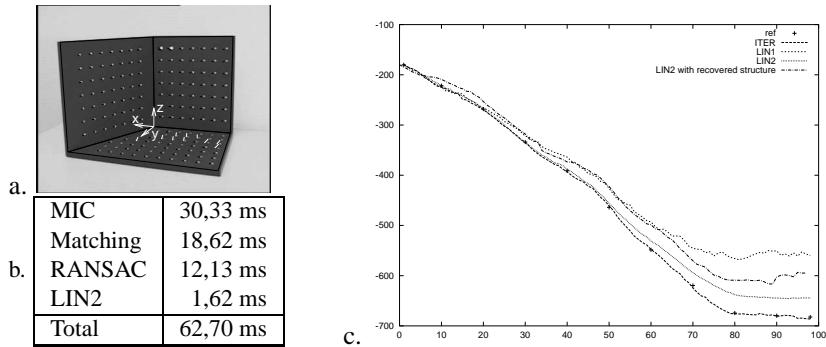 z
x
y
a.
MIC 30,33 ms
Matching 18,62 ms
RANSAC 12,13 ms
LIN2 1,62 ms
Total 62,70 ms
b.
-100
-200
-300
-400
-500
-600
-700
0 10 20 30 40 50 60 70 80 90 100
ref
ITER
LIN1
LIN2
LIN2 with recovered structure
c.